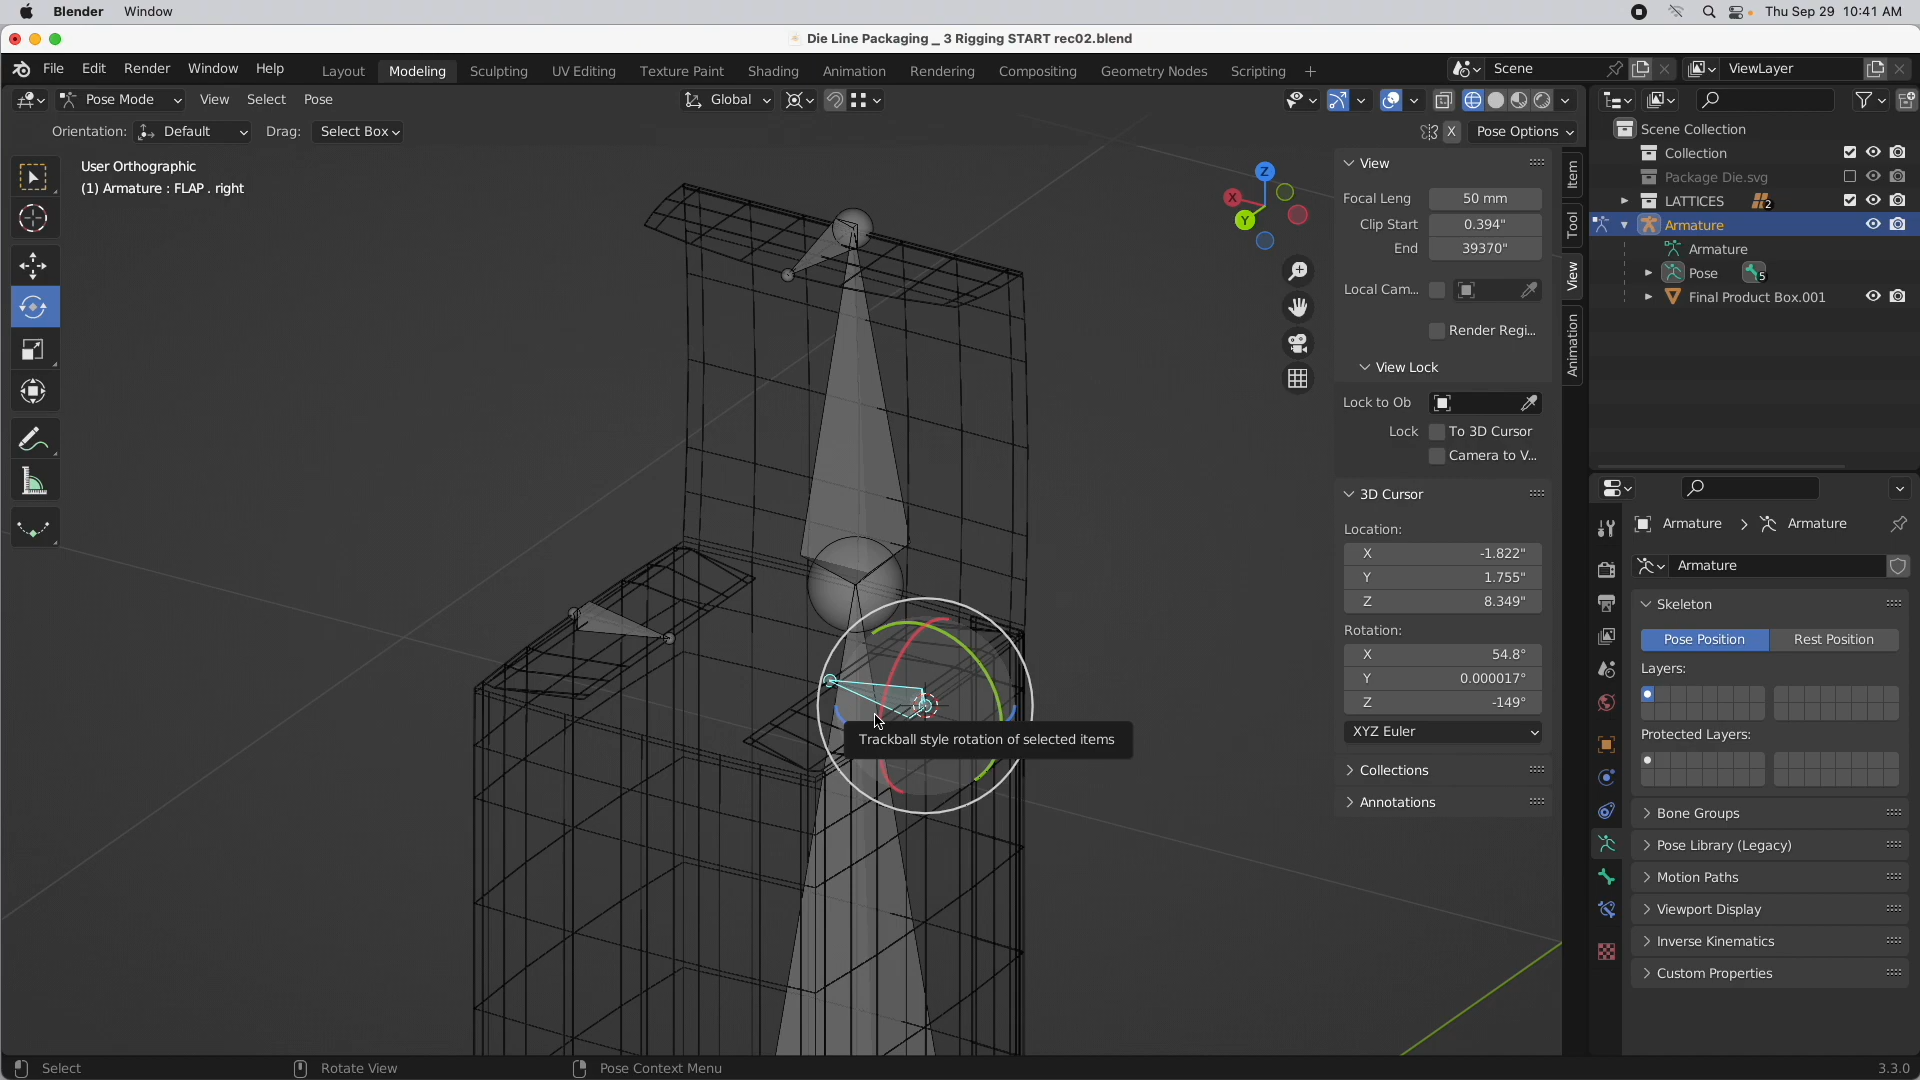 Blender Window
Thu Sep 29 10:41 AM
Die Line Packaging _ 3 Rigging START rec02.blend
File Edit Render Window Help
Layout Modeling Sculpting UV Editing Texture Paint Shading Animation Rendering Compositing Geometry Nodes Scripting +
Scene
ViewLayer
Pose Mode View Select Pose
Global
Orientation: Default Drag: Select Box
X Pose Options
User Orthographic
(1) Armature : FLAP . right
Z
X
Y
View
Focal Leng 50 mm
Clip Start 0.394"
End 39370"
Local Cam...
Render Regi...
View Lock
Lock to Ob
Lock To 3D Cursor
Camera to V...
3D Cursor
Location:
X -1.822"
Y 1.755"
Z 8.349"
Rotation:
X 54.8°
Y 0.000017°
Z -149°
XYZ Euler
Collections
Annotations
Item
Tool
View
Animation
Trackball style rotation of selected items
Scene Collection
Collection
Package Die.svg
LATTICES 2
Armature
Armature
Pose 5
Final Product Box.001
Armature Armature
Armature
Skeleton
Pose Position Rest Position
Layers:
Protected Layers:
Bone Groups
Pose Library (Legacy)
Motion Paths
Viewport Display
Inverse Kinematics
Custom Properties
Select
Rotate View
Pose Context Menu
3.3.0